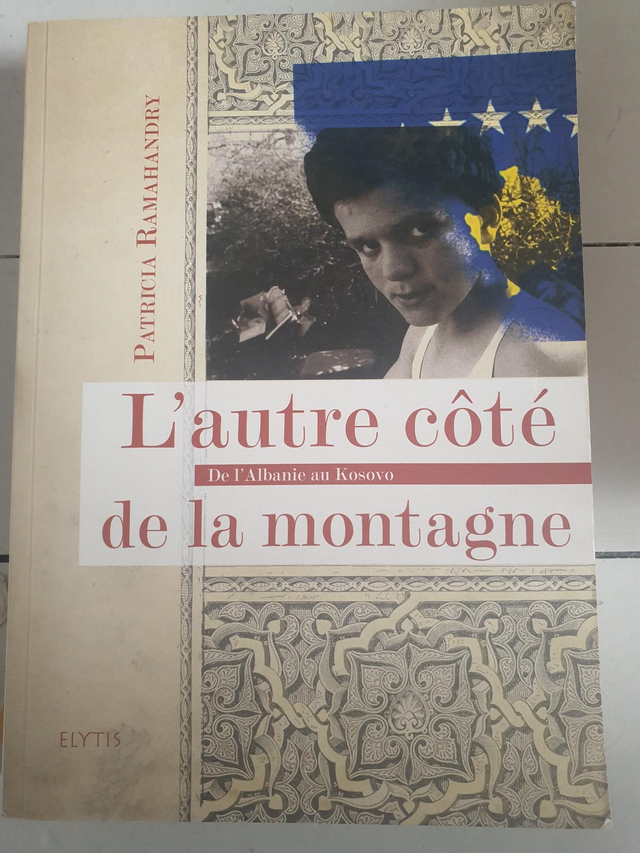 PATRICIA RAMAHANDRY
L'autre côté
De l'Albanie au Kosovo
de la montagne
ELYTIS